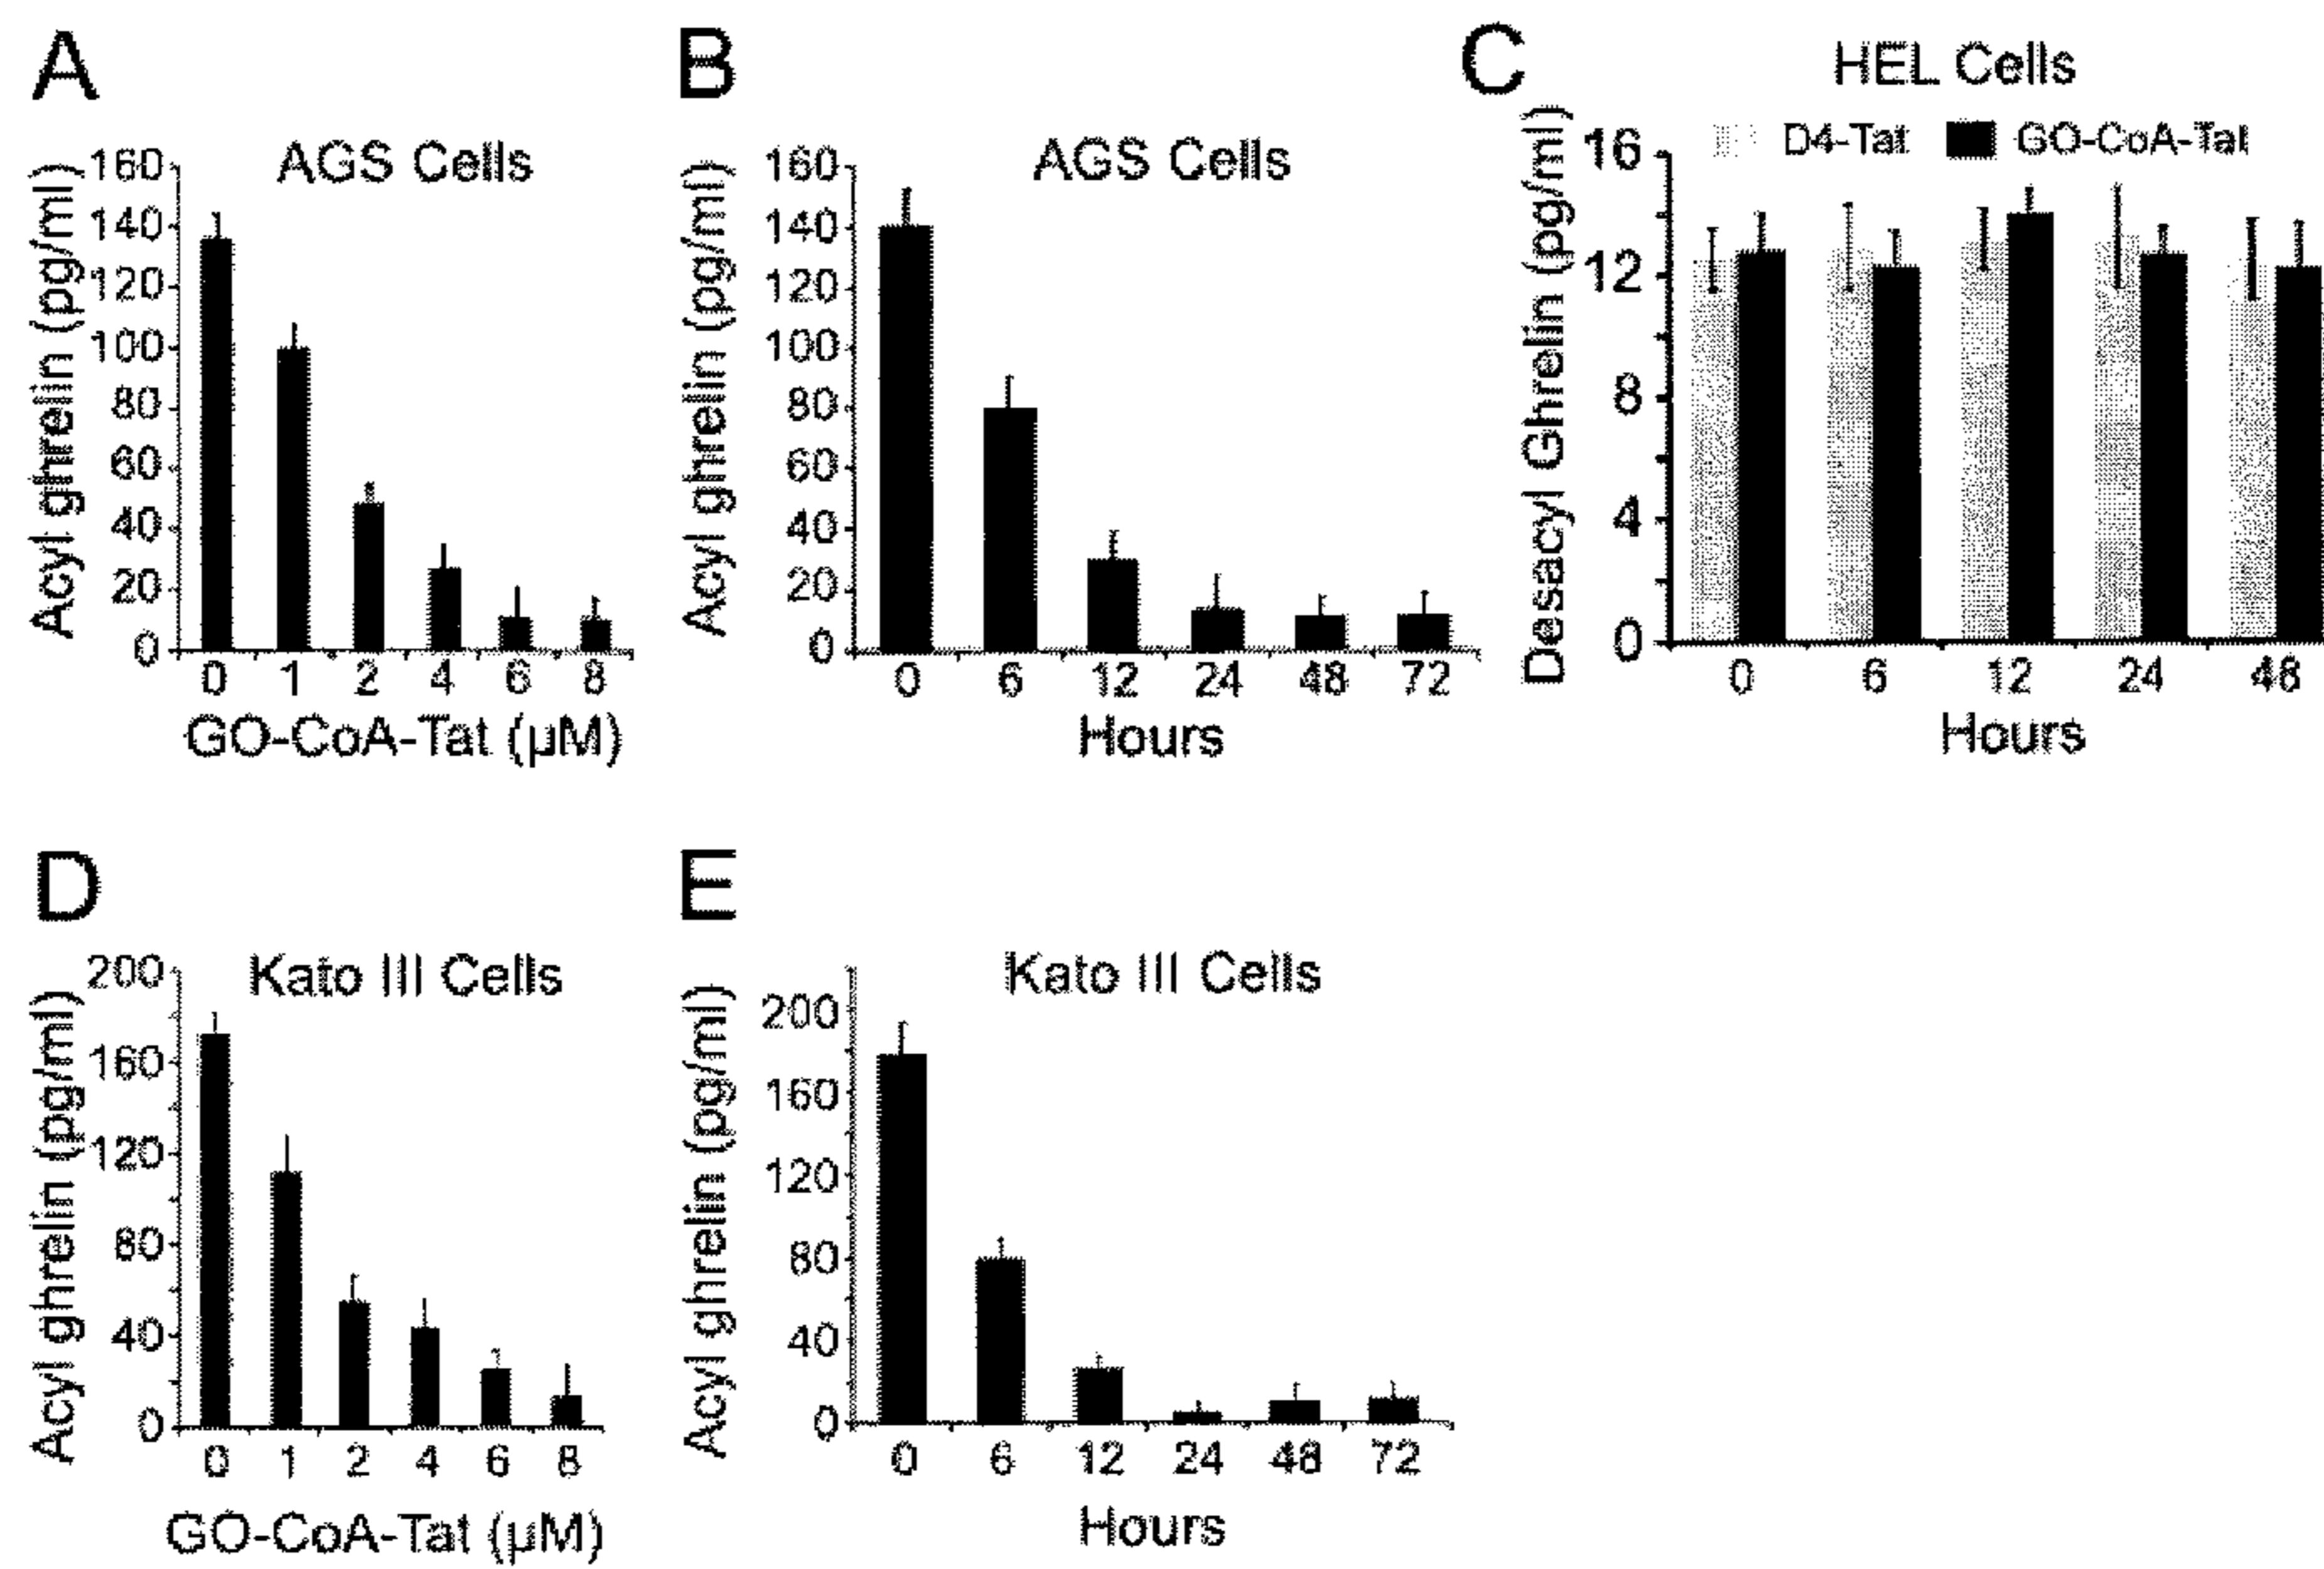 A
AGS Cells
Acyl ghrelin (pg/ml)
160
140
120
100
80
60
40
20
0
0 1 2 4 6 8
GO-CoA-Tat (µM)
B
AGS Cells
Acyl ghrelin (pg/ml)
160
140
120
100
80
60
40
20
0
0 6 12 24 48 72
Hours
C
HEL Cells
D4-Tat GO-CoA-Tat
Desacyl Ghrelin (pg/ml)
16
12
8
4
0
0 6 12 24 48
Hours
D
Kato III Cells
Acyl ghrelin (pg/ml)
200
160
120
80
40
0
0 1 2 4 6 8
GO-CoA-Tat (µM)
E
Kato III Cells
Acyl ghrelin (pg/ml)
200
160
120
80
40
0
0 6 12 24 48 72
Hours